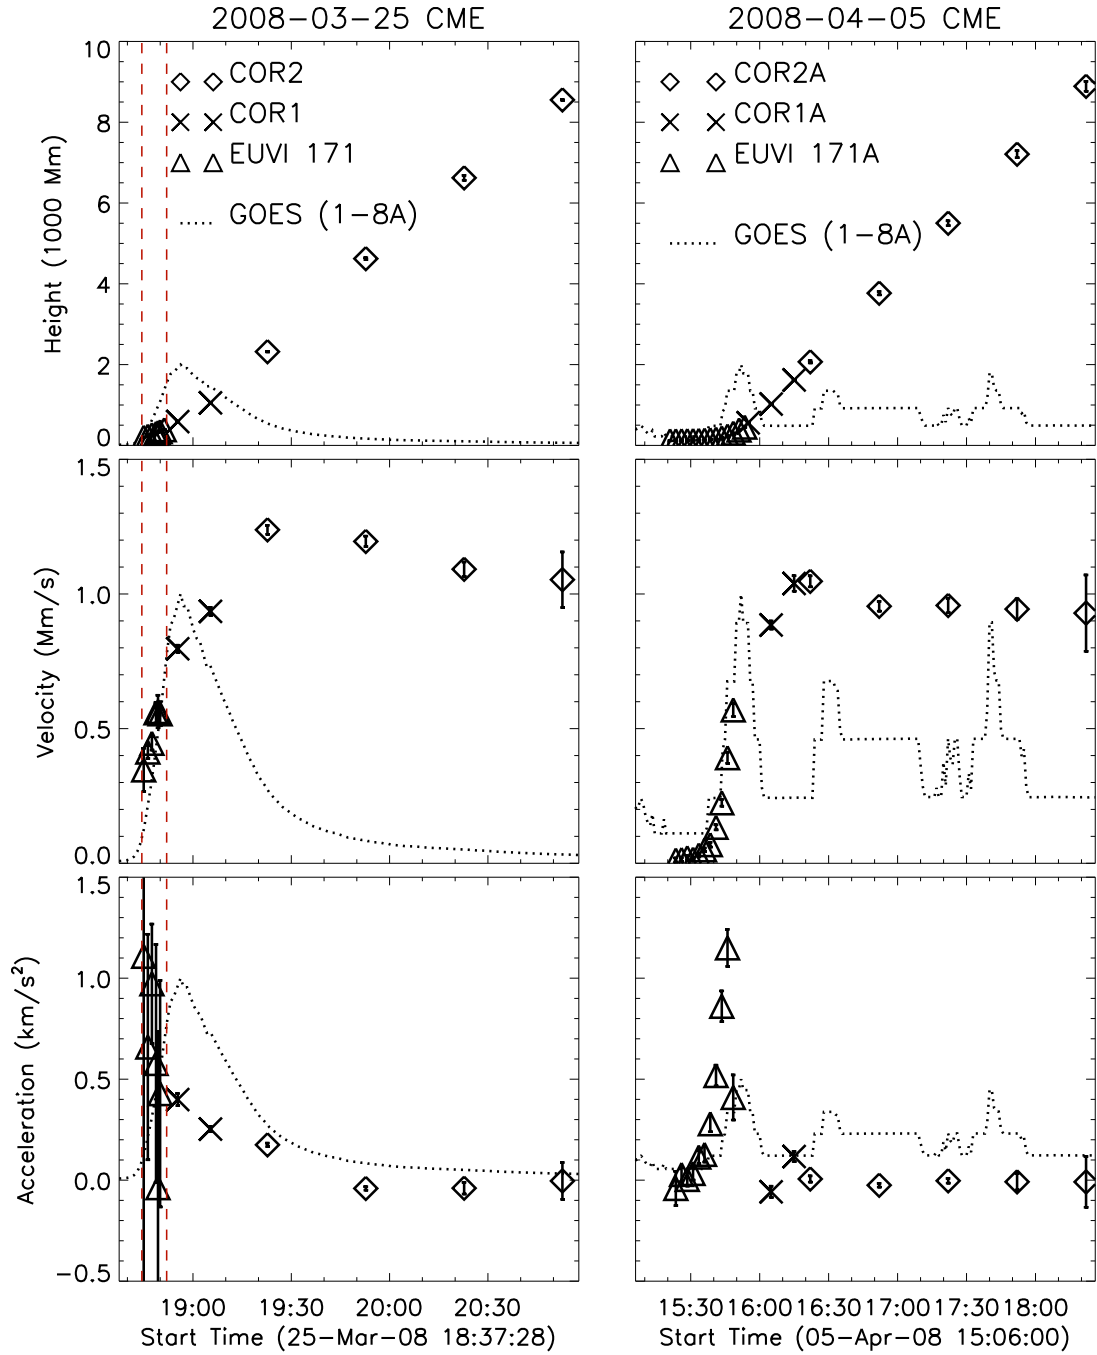 2008-03-25 CME
2008-04-05 CME
10
8
6
4
2
0
Height (1000 Mm)
COR2
COR1
EUVI 171
GOES (1-8A)
COR2A
COR1A
EUVI 171A
GOES (1-8A)
1.5
1.0
0.5
0.0
Velocity (Mm/s)
1.5
1.0
0.5
0.0
-0.5
Acceleration (km/s²)
19:00 19:30 20:00 20:30
Start Time (25-Mar-08 18:37:28)
15:30 16:00 16:30 17:00 17:30 18:00
Start Time (05-Apr-08 15:06:00)